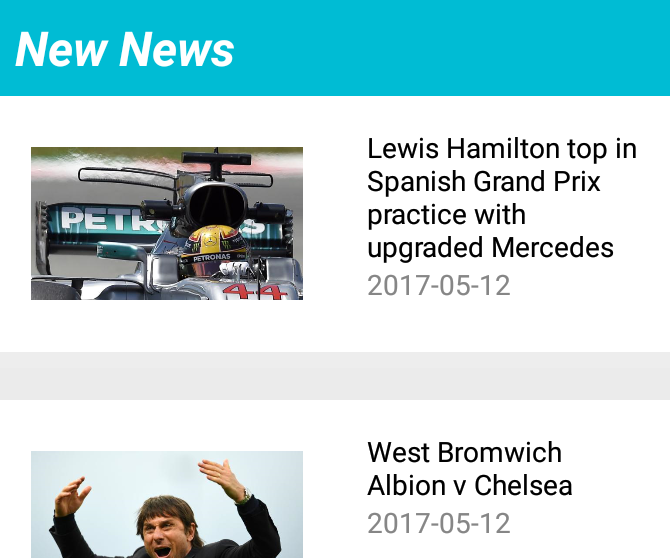 New News
Lewis Hamilton top in
Spanish Grand Prix
practice with
upgraded Mercedes
2017-05-12
PETRONAS
44
West Bromwich
Albion v Chelsea
2017-05-12